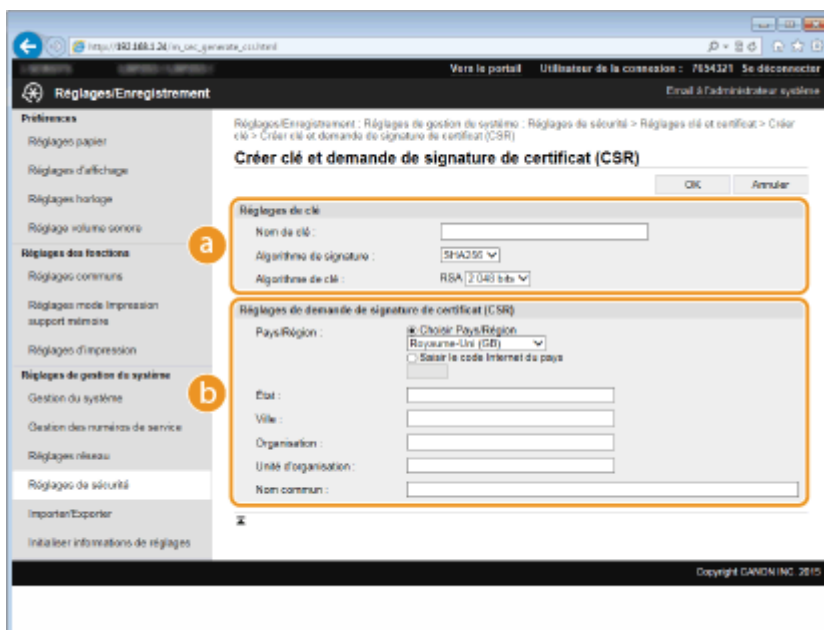 http://192.168.1.24/m_sec_generate_csr.html
Vers le portail Utilisateur de la connexion : 7654321 Se déconnecter
Réglages/Enregistrement
Email à l'administrateur système
Préférences
Réglages papier
Réglages d'affichage
Réglages horloge
Réglage volume sonore
Réglages des fonctions
Réglages communs
Réglages mode Impression
support mémoire
Réglages d'impression
Réglages de gestion du système
Gestion du système
Gestion des numéros de service
Réglages réseau
Réglages de sécurité
Importer/Exporter
Initialiser informations de réglages
Réglages/Enregistrement : Réglages de gestion du système : Réglages de sécurité > Réglages clé et certificat > Créer
clé > Créer clé et demande de signature de certificat (CSR)
Créer clé et demande de signature de certificat (CSR)
OK Annuler
a
Réglages de clé
Nom de clé :
Algorithme de signature : SHA256
Algorithme de clé : RSA 2 048 bits
b
Réglages de demande de signature de certificat (CSR)
Pays/Région : Choisir Pays/Région
Royaume-Uni (GB)
Saisir le code Internet du pays
État :
Ville :
Organisation :
Unité d'organisation :
Nom commun :
Copyright CANON INC. 2015